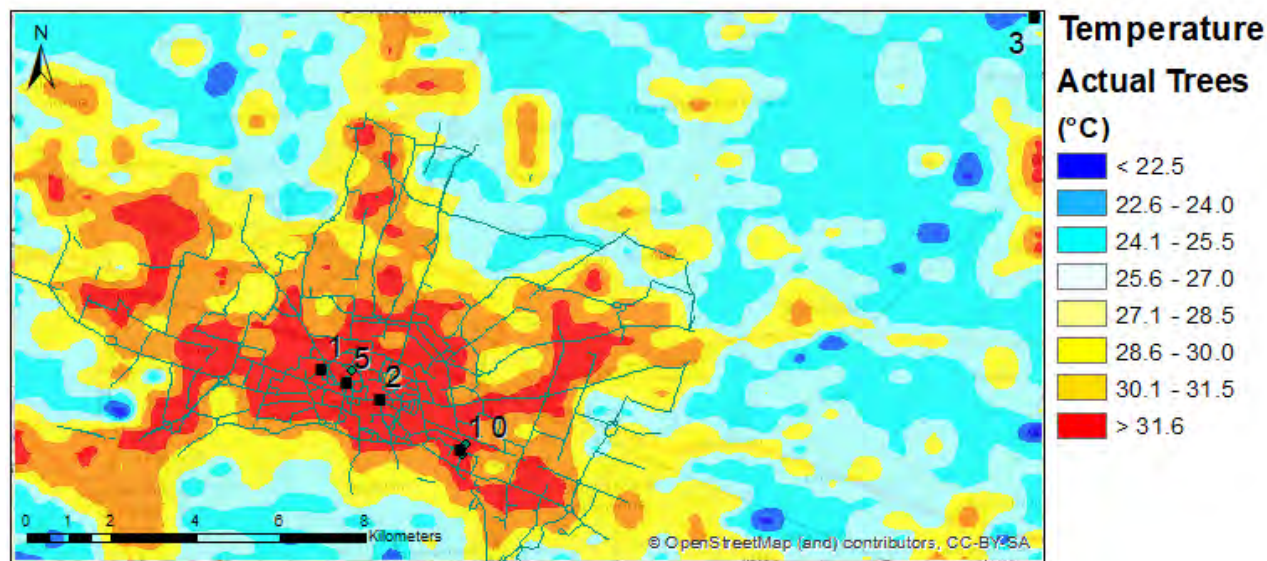 N
3
1
5
2
10
0 1 2 4 6 8
Kilometers
© OpenStreetMap (and) contributors, CC-BY-SA
Temperature
Actual Trees
(°C)
< 22.5
22.6 - 24.0
24.1 - 25.5
25.6 - 27.0
27.1 - 28.5
28.6 - 30.0
30.1 - 31.5
> 31.6